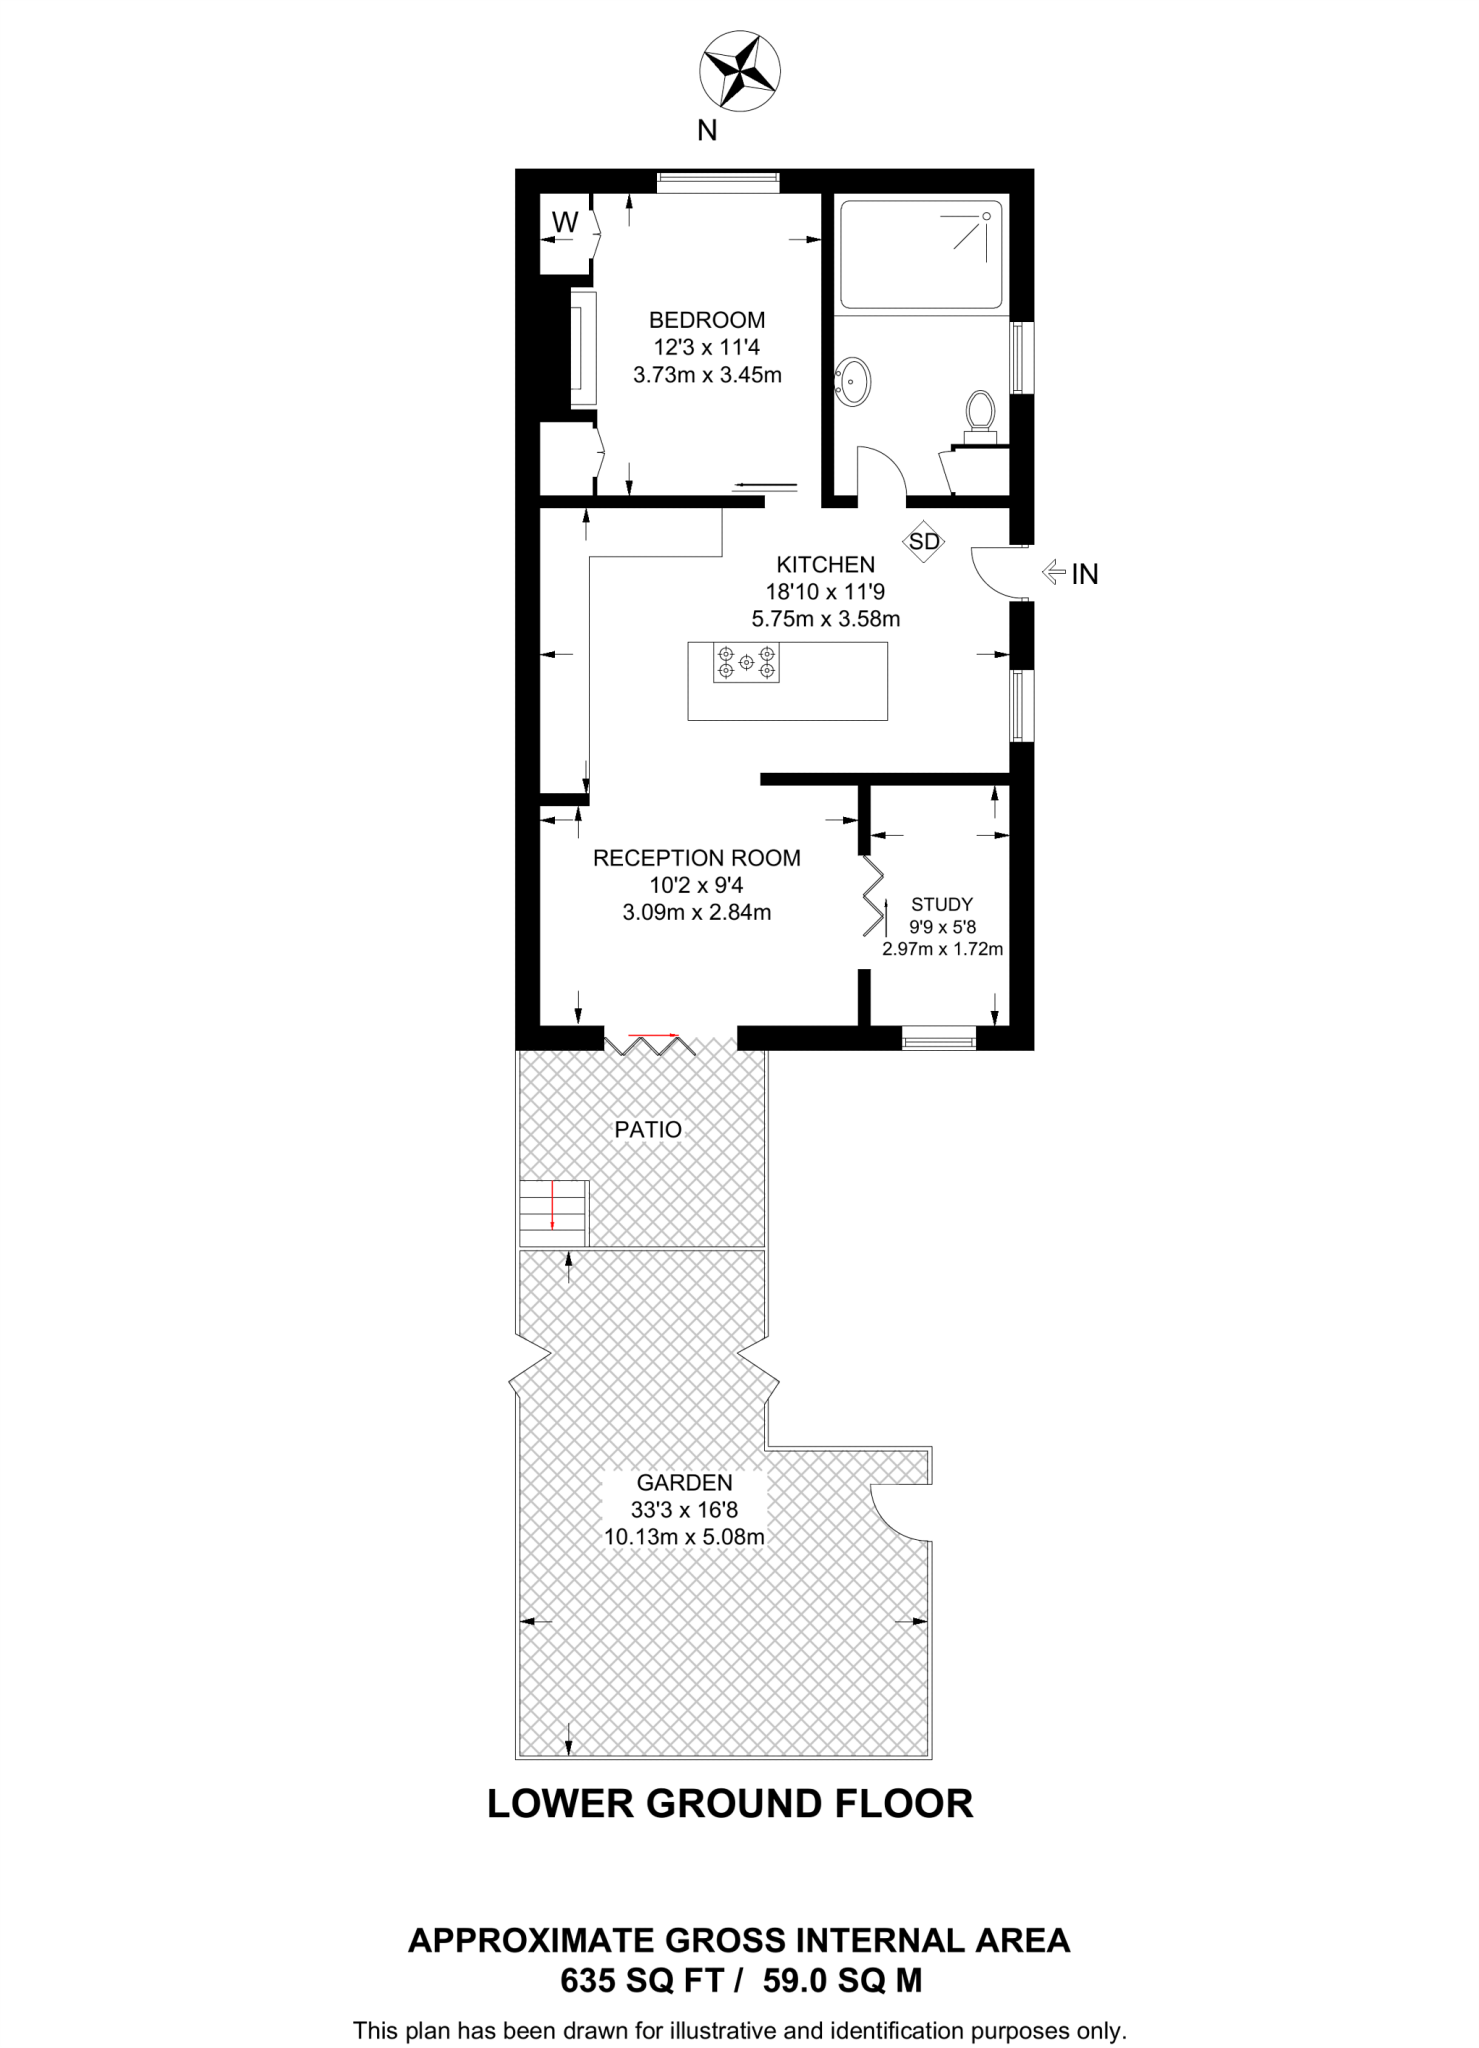 N
W
BEDROOM
12'3 x 11'4
3.73m x 3.45m
SD
KITCHEN
18'10 x 11'9
5.75m x 3.58m
IN
RECEPTION ROOM
10'2 x 9'4
3.09m x 2.84m
STUDY
9'9 x 5'8
2.97m x 1.72m
PATIO
GARDEN
33'3 x 16'8
10.13m x 5.08m
LOWER GROUND FLOOR
APPROXIMATE GROSS INTERNAL AREA
635 SQ FT / 59.0 SQ M
This plan has been drawn for illustrative and identification purposes only.